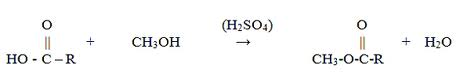 O (H2SO4) O
|| ||
HO - C – R + CH3OH → CH3-O-C-R + H2O